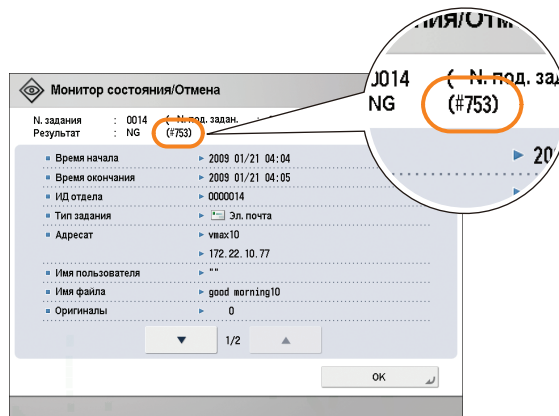 Монитор состояния/Отмена
N. задания : 0014 ( N. под. задан. :
Результат : NG (#753)
Время начала 2009 01/21 04:04
Время окончания 2009 01/21 04:05
ИД отдела 0000014
Тип задания Эл. почта
Адресат vmax10
172.22.10.77
Имя пользователя ""
Имя файла good morning10
Оригиналы 0
1/2
OK
ния/Отм
0014 ( N. под. зад
NG (#753)
20